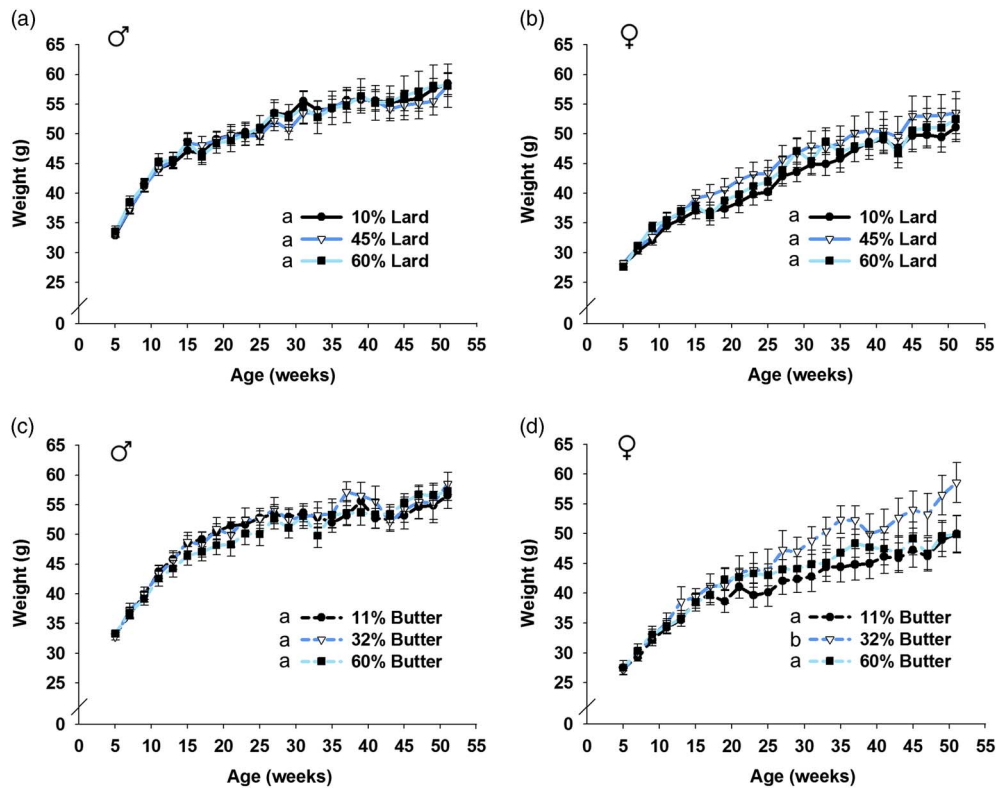 (a)
♂
65
60
55
50
45
40
35
30
25
0
Weight (g)
a 10% Lard
a 45% Lard
a 60% Lard
0 5 10 15 20 25 30 35 40 45 50 55
Age (weeks)
(b)
♀
65
60
55
50
45
40
35
30
25
0
Weight (g)
a 10% Lard
a 45% Lard
a 60% Lard
0 5 10 15 20 25 30 35 40 45 50 55
Age (weeks)
(c)
♂
65
60
55
50
45
40
35
30
25
0
Weight (g)
a 11% Butter
a 32% Butter
a 60% Butter
0 5 10 15 20 25 30 35 40 45 50 55
Age (weeks)
(d)
♀
65
60
55
50
45
40
35
30
25
0
Weight (g)
a 11% Butter
b 32% Butter
a 60% Butter
0 5 10 15 20 25 30 35 40 45 50 55
Age (weeks)